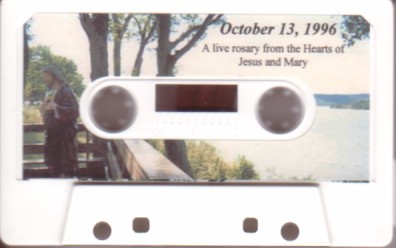 October 13, 1996
A live rosary from the Hearts of
Jesus and Mary